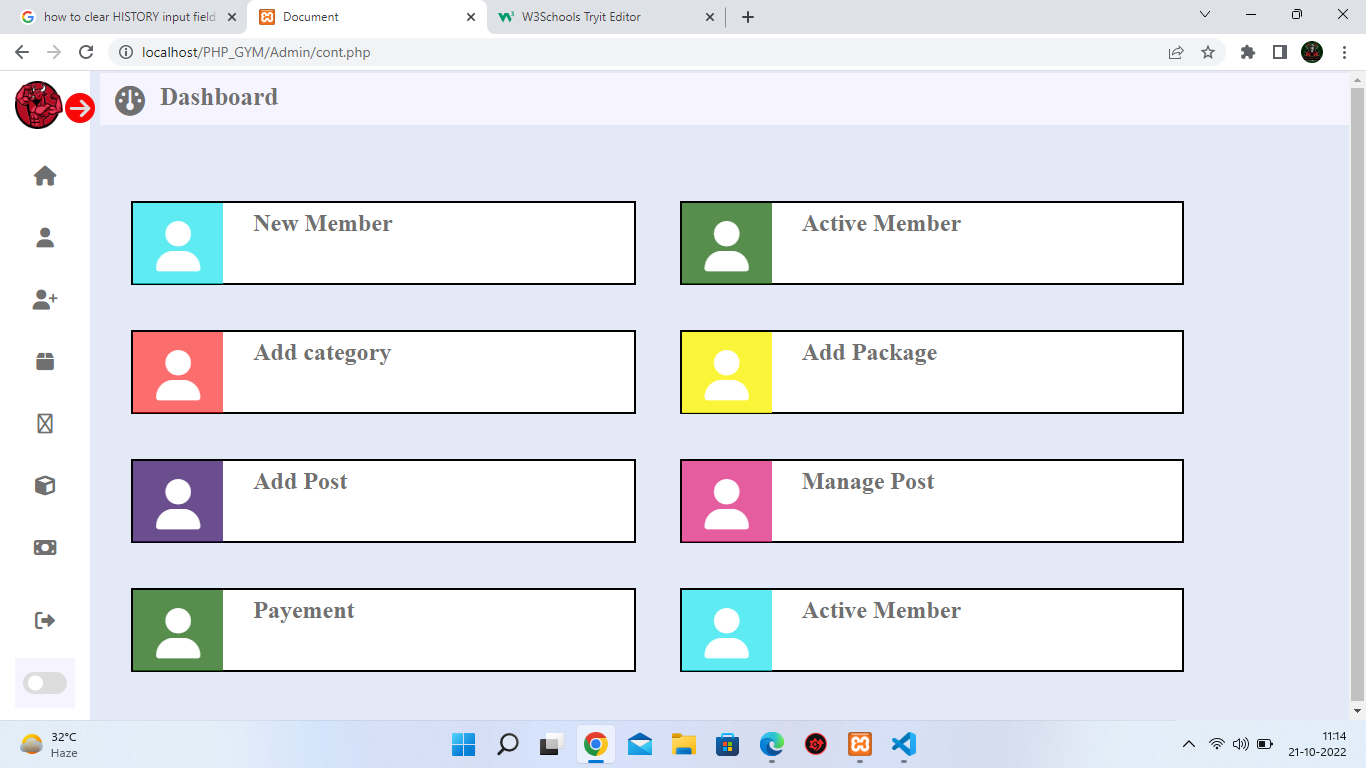 how to clear HISTORY input field
Document
W3Schools Tryit Editor
localhost/PHP_GYM/Admin/cont.php
Dashboard
New Member
Active Member
Add category
Add Package
Add Post
Manage Post
Payement
Active Member
32°C
Haze
11:14
21-10-2022